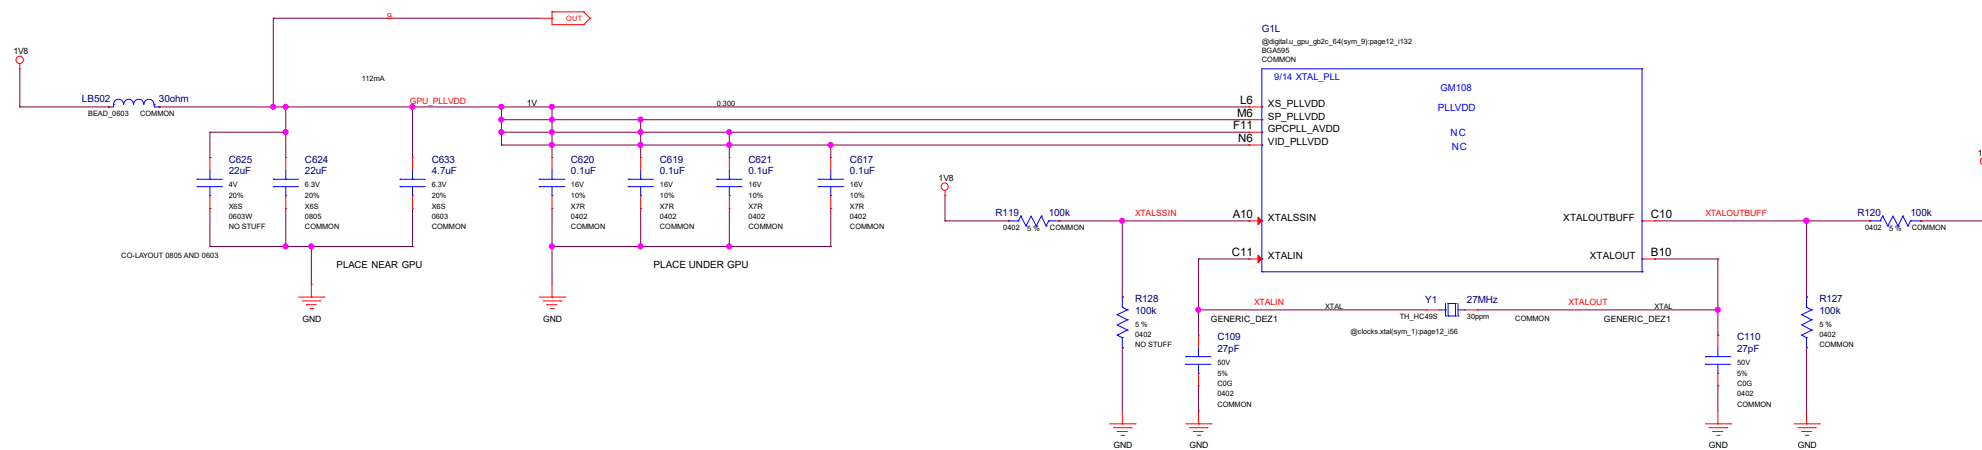 9
OUT
1V8
LB502
30ohm
BEAD_0603
COMMON
112mA
GPU_PLLVDD
1V
0.300
C625
22uF
4V
20%
X6S
0603W
NO STUFF
C624
22uF
6.3V
20%
X6S
0805
COMMON
C633
4.7uF
6.3V
20%
X6S
0603
COMMON
C620
0.1uF
16V
10%
X7R
0402
COMMON
C619
0.1uF
16V
10%
X7R
0402
COMMON
C621
0.1uF
16V
10%
X7R
0402
COMMON
C617
0.1uF
16V
10%
X7R
0402
COMMON
CO-LAYOUT 0805 AND 0603
PLACE NEAR GPU
PLACE UNDER GPU
GND
GND
G1L
@digital.u_gpu_gb2c_64(sym_9):page12_i132
BGA595
COMMON
9/14 XTAL_PLL
GM108
PLLVDD
NC
NC
L6
XS_PLLVDD
M6
SP_PLLVDD
F11
GPCPLL_AVDD
N6
VID_PLLVDD
1V8
R119
100k
0402
5 %
COMMON
XTALSSIN
A10
XTALSSIN
C11
XTALIN
XTALOUTBUFF
C10
XTALOUTBUFF
XTALOUT
B10
R120
100k
0402
5 %
COMMON
R128
100k
5 %
0402
NO STUFF
GND
XTALIN
XTAL
GENERIC_DEZ1
Y1
27MHz
TH_HC49S
30ppm
COMMON
@clocks.xtal(sym_1):page12_i56
XTALOUT
XTAL
GENERIC_DEZ1
C109
27pF
50V
5%
C0G
0402
COMMON
GND
C110
27pF
50V
5%
C0G
0402
COMMON
GND
R127
100k
5 %
0402
COMMON
GND